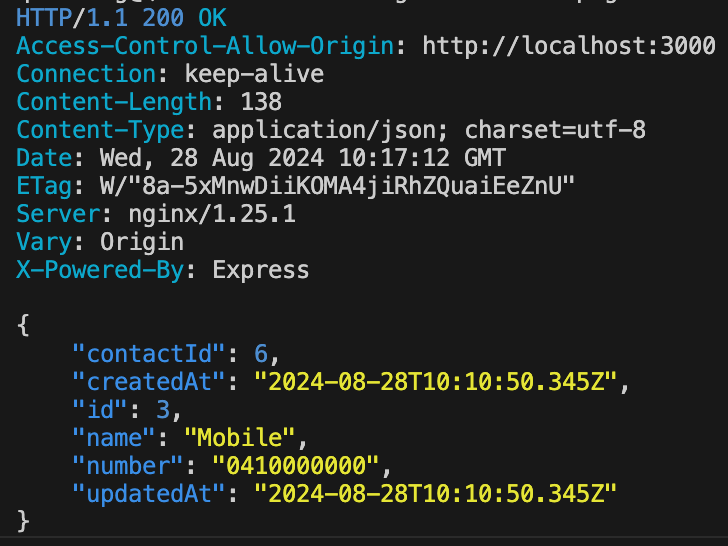 HTTP/1.1 200 OK
Access-Control-Allow-Origin: http://localhost:3000
Connection: keep-alive
Content-Length: 138
Content-Type: application/json; charset=utf-8
Date: Wed, 28 Aug 2024 10:17:12 GMT
ETag: W/"8a-5xMnwDiiKOMA4jiRhZQuaiEeZnU"
Server: nginx/1.25.1
Vary: Origin
X-Powered-By: Express

{
    "contactId": 6,
    "createdAt": "2024-08-28T10:10:50.345Z",
    "id": 3,
    "name": "Mobile",
    "number": "0410000000",
    "updatedAt": "2024-08-28T10:10:50.345Z"
}